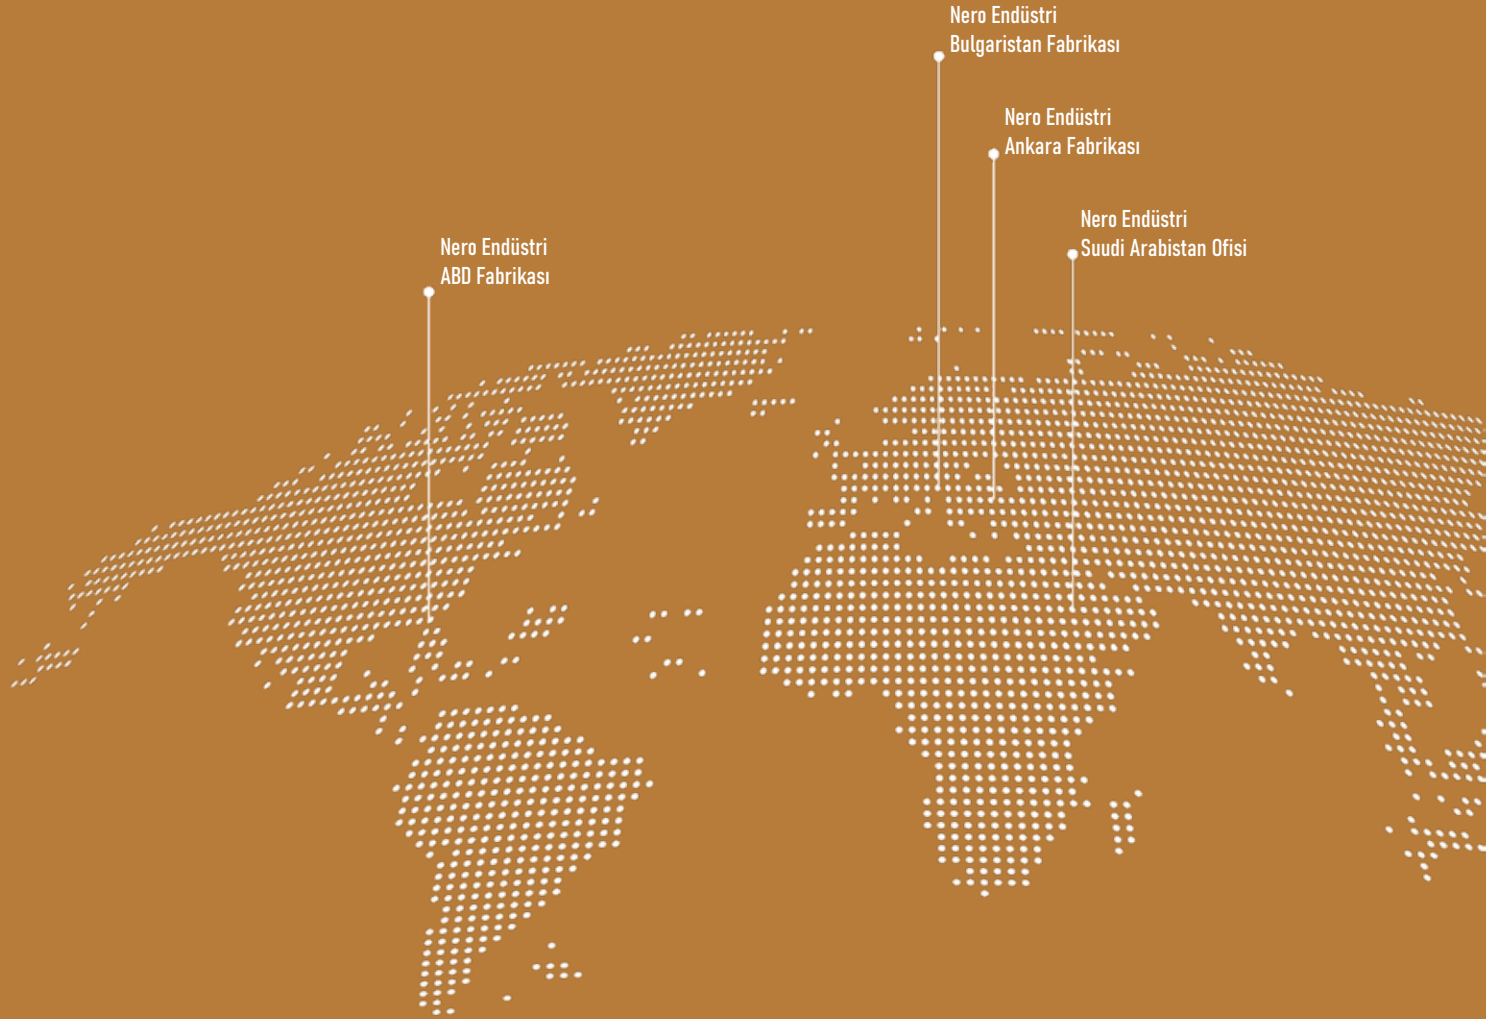 Nero Endüstri
Bulgaristan Fabrikası
Nero Endüstri
Ankara Fabrikası
Nero Endüstri
Suudi Arabistan Ofisi
Nero Endüstri
ABD Fabrikası